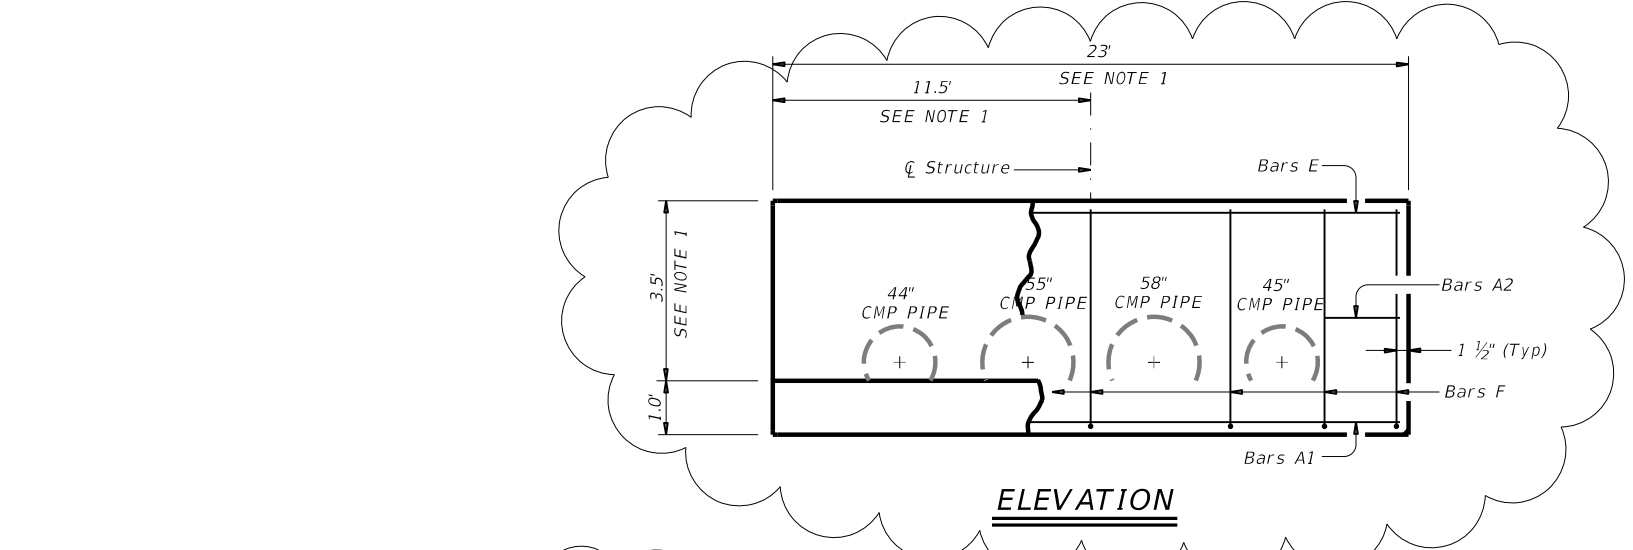 23'
SEE NOTE 1
11.5'
SEE NOTE 1
℄ Structure
Bars E
3.5'
SEE NOTE 1
44"
CMP PIPE
55"
CMP PIPE
58"
CMP PIPE
45"
CMP PIPE
Bars A2
1 ½" (Typ)
Bars F
1.0'
Bars A1
ELEVATION